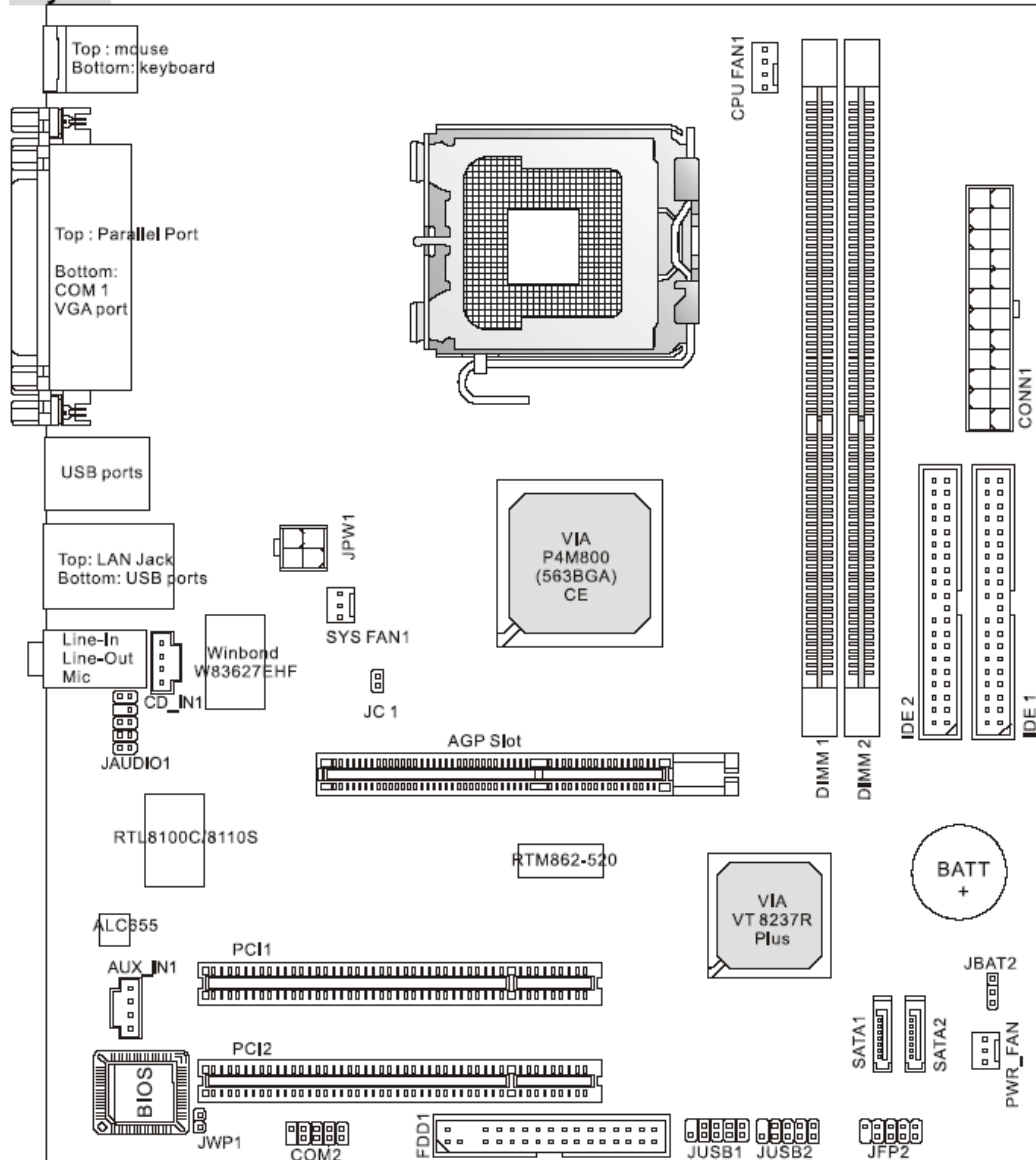 Top : mouse
Bottom: keyboard
CPU FAN1
Top : Parallel Port
Bottom:
COM 1
VGA port
CONN1
USB ports
JPW1
VIA
P4M800
(563BGA)
CE
Top: LAN Jack
Bottom: USB ports
SYS FAN1
Line-In
Line-Out
Mic
Winbond
W83627EHF
CD_IN1
JC 1
IDE 2
IDE 1
JAUDIO1
AGP Slot
DIMM 1
DIMM 2
RTL8100C/8110S
RTM862-520
BATT
+
VIA
VT 8237R
Plus
ALC655
PCI1
AUX_IN1
JBAT2
SATA1
SATA2
PWR_FAN
PCI2
BIOS
JWP1
COM2
FDD1
JUSB1
JUSB2
JFP2